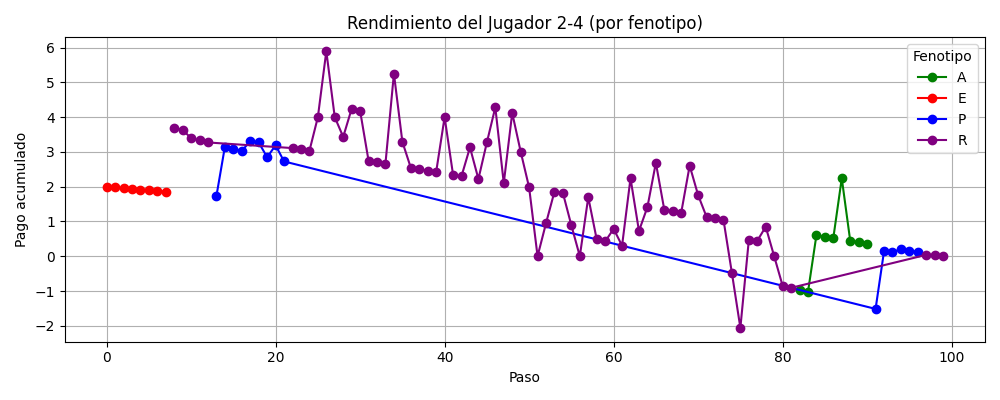 Rendimiento del Jugador 2-4 (por fenotipo)
Pago acumulado
6
5
4
3
2
1
0
−1
−2
Fenotipo
A
E
P
R
0 20 40 60 80 100
Paso